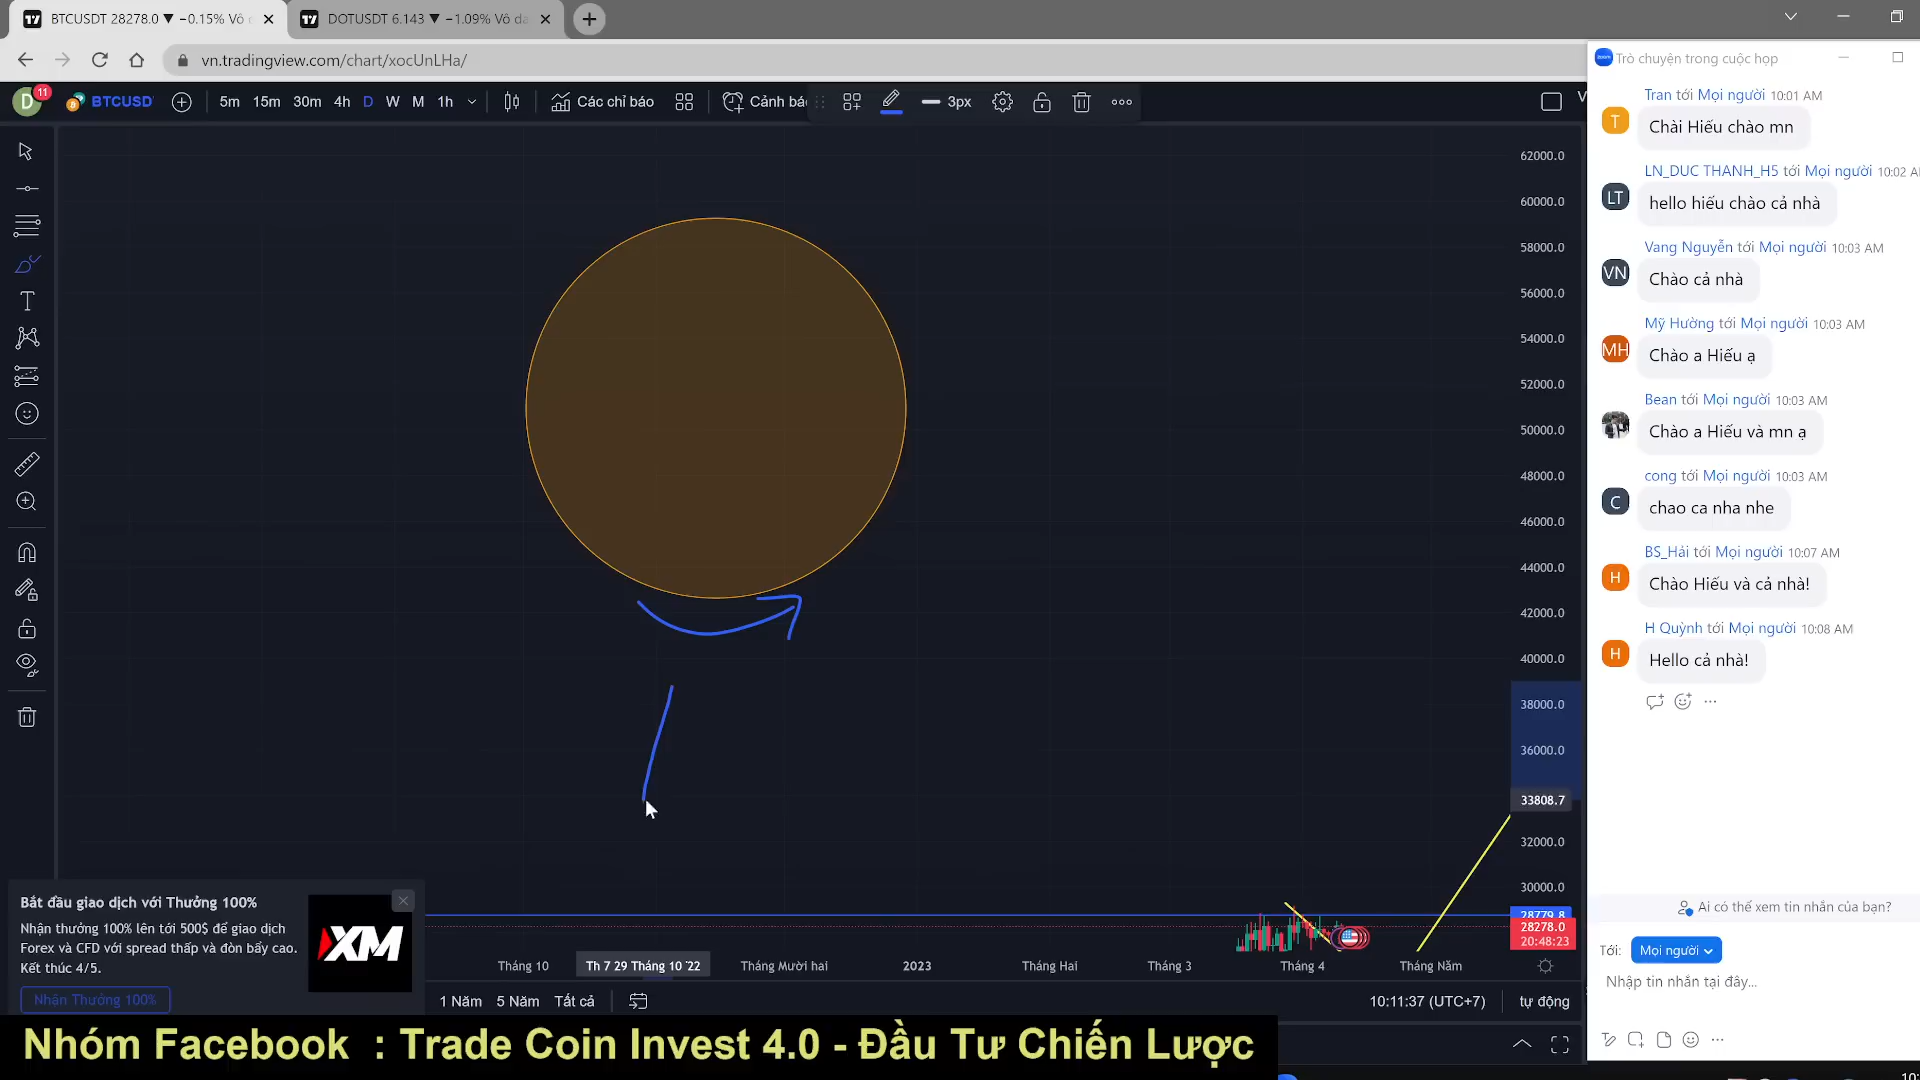 BTCUSDT 28278.0 ▼ −0.15% Vô
DOTUSDT 6.143 ▼ −1.09% Vô
vn.tradingview.com/chart/xocUnLHa/
D 11 BTCUSD 5m 15m 30m 4h D W M 1h Các chỉ báo Cảnh 3px
62000.0
60000.0
58000.0
56000.0
54000.0
52000.0
50000.0
48000.0
46000.0
44000.0
42000.0
40000.0
38000.0
36000.0
33808.7
32000.0
30000.0
28779.8
28278.0
20:48:23
Bắt đầu giao dịch với Thưởng 100%
Nhận thưởng 100% lên tới 500$ để giao dịch
Forex và CFD với spread thấp và đòn bẩy cao.
Kết thúc 4/5.
Nhận Thưởng 100%
XM
Tháng 10 Th 7 29 Tháng 10 '22 Tháng Mười hai 2023 Tháng Hai Tháng 3 Tháng 4 Tháng Năm
1 Năm 5 Năm Tất cả 10:11:37 (UTC+7) tự động
Nhóm Facebook : Trade Coin Invest 4.0 - Đầu Tư Chiến Lược
zoom Trò chuyện trong cuộc họp
Tran tới Mọi người 10:01 AM
T Chài Hiếu chào mn
LN_DUC THANH_H5 tới Mọi người 10:02
LT hello hiếu chào cả nhà
Vang Nguyễn tới Mọi người 10:03 AM
VN Chào cả nhà
Mỹ Hường tới Mọi người 10:03 AM
MH Chào a Hiếu ạ
Bean tới Mọi người 10:03 AM
Chào a Hiếu và mn ạ
cong tới Mọi người 10:03 AM
C chao ca nha nhe
BS_Hải tới Mọi người 10:07 AM
H Chào Hiếu và cả nhà!
H Quỳnh tới Mọi người 10:08 AM
H Hello cả nhà!
Ai có thể xem tin nhắn của bạn?
Tới: Mọi người
Nhập tin nhắn tại đây...